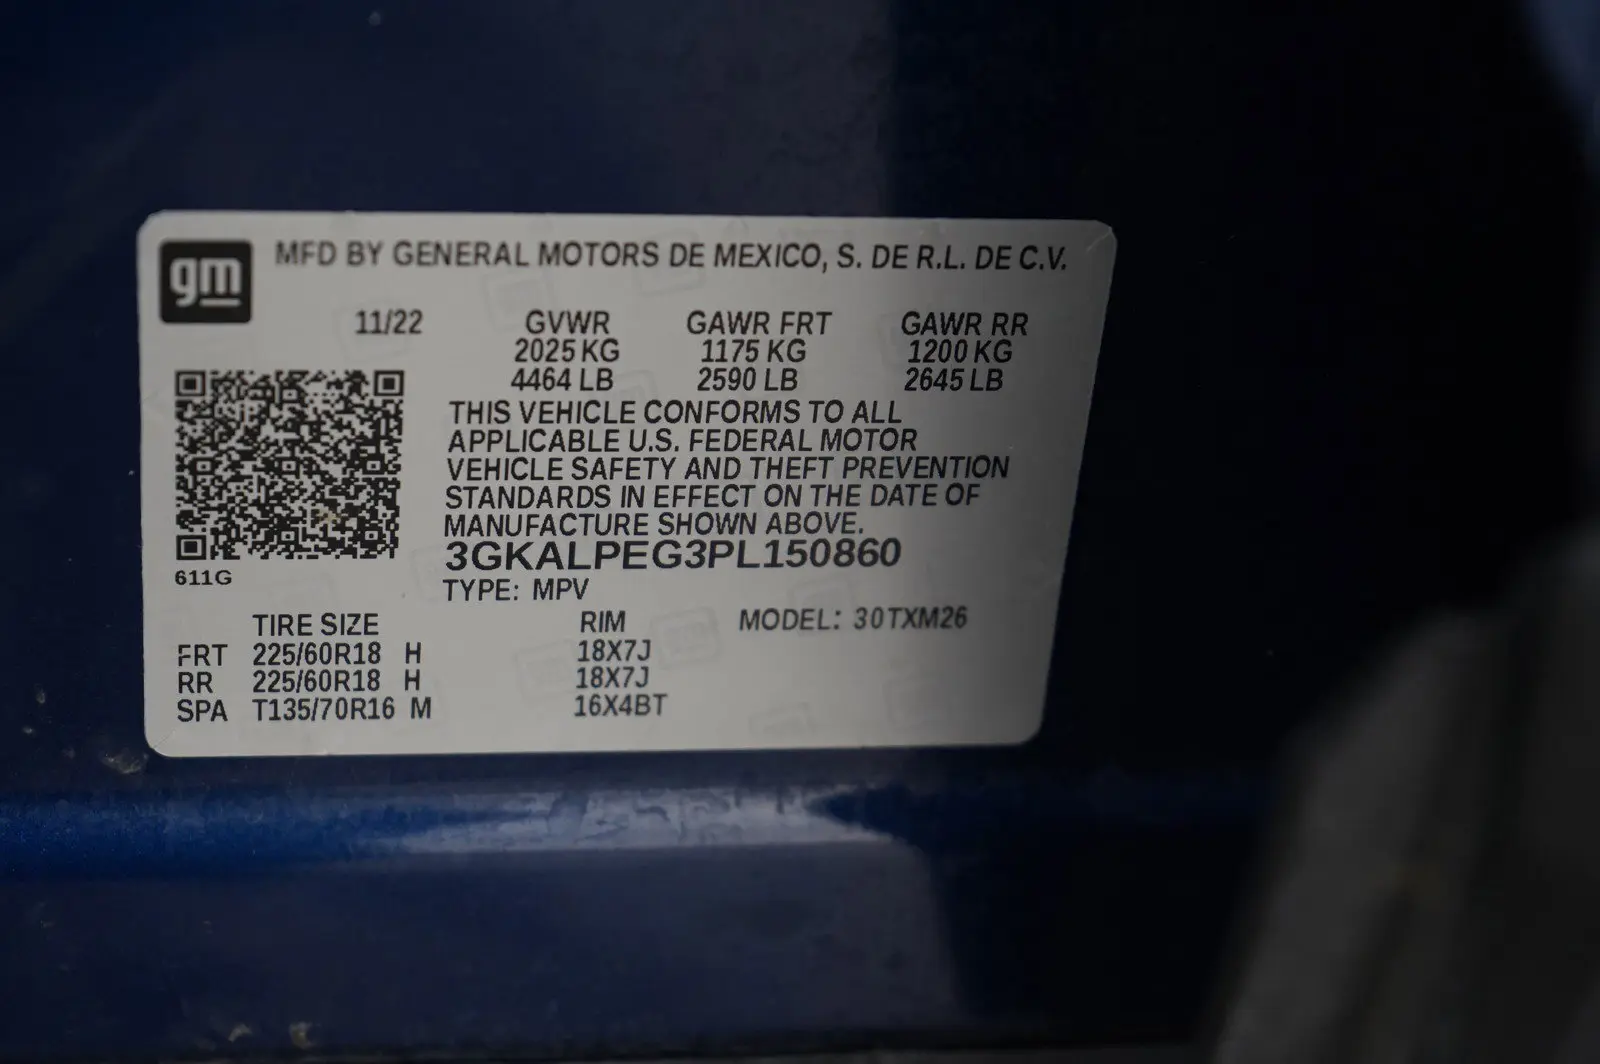 gm
MFD BY GENERAL MOTORS DE MEXICO, S. DE R.L. DE C.V.
11/22 GVWR GAWR FRT GAWR RR
2025 KG 1175 KG 1200 KG
4464 LB 2590 LB 2645 LB
THIS VEHICLE CONFORMS TO ALL
APPLICABLE U.S. FEDERAL MOTOR
VEHICLE SAFETY AND THEFT PREVENTION
STANDARDS IN EFFECT ON THE DATE OF
MANUFACTURE SHOWN ABOVE.
3GKALPEG3PL150860
611G
TYPE: MPV
TIRE SIZE RIM MODEL: 30TXM26
FRT 225/60R18 H 18X7J
RR 225/60R18 H 18X7J
SPA T135/70R16 M 16X4BT